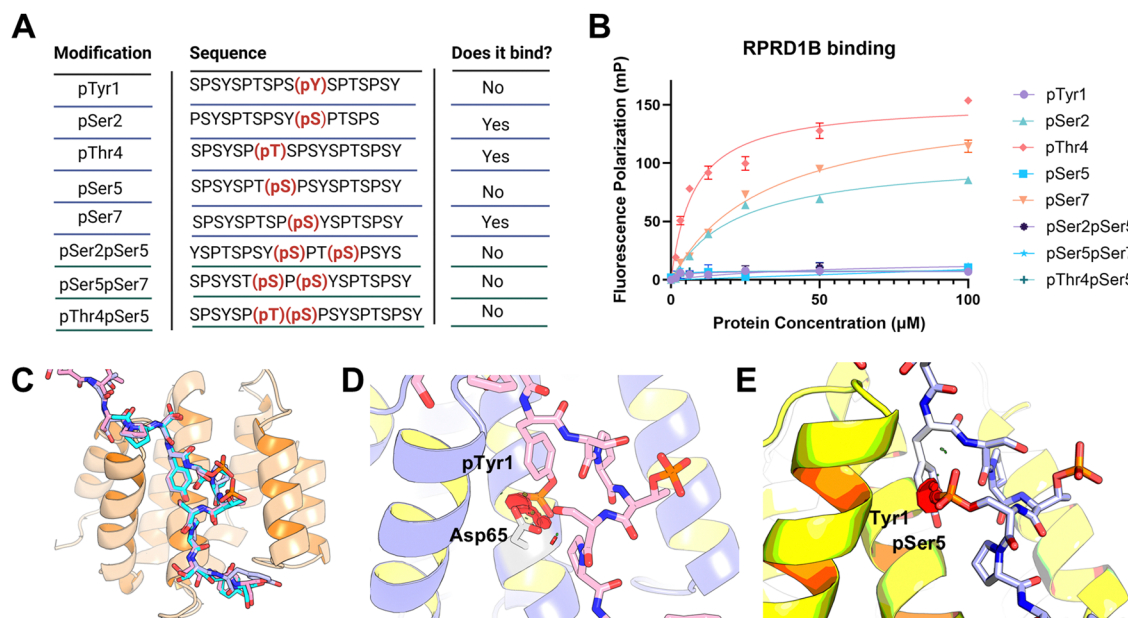 A
Modification Sequence Does it bind?
pTyr1 SPSYSPTSPS(pY)SPTSPSY No
pSer2 PSYSPTSPSY(pS)PTSPS Yes
pThr4 SPSYSP(pT)SPSYSPTSPSY Yes
pSer5 SPSYSPT(pS)PSYSPTSPSY No
pSer7 SPSYSPTSP(pS)YSPTSPSY Yes
pSer2pSer5 YSPTSPSY(pS)PT(pS)PSYS No
pSer5pSer7 SPSYST(pS)P(pS)YSPTSPSY No
pThr4pSer5 SPSYSP(pT)(pS)PSYSPTSPSY No
B
RPRD1B binding
Fluorescence Polarization (mP)
150
100
50
0
0 50 100
Protein Concentration (µM)
pTyr1
pSer2
pThr4
pSer5
pSer7
pSer2pSer5
pSer5pSer7
pThr4pSer5
C
D
pTyr1
Asp65
E
Tyr1
pSer5